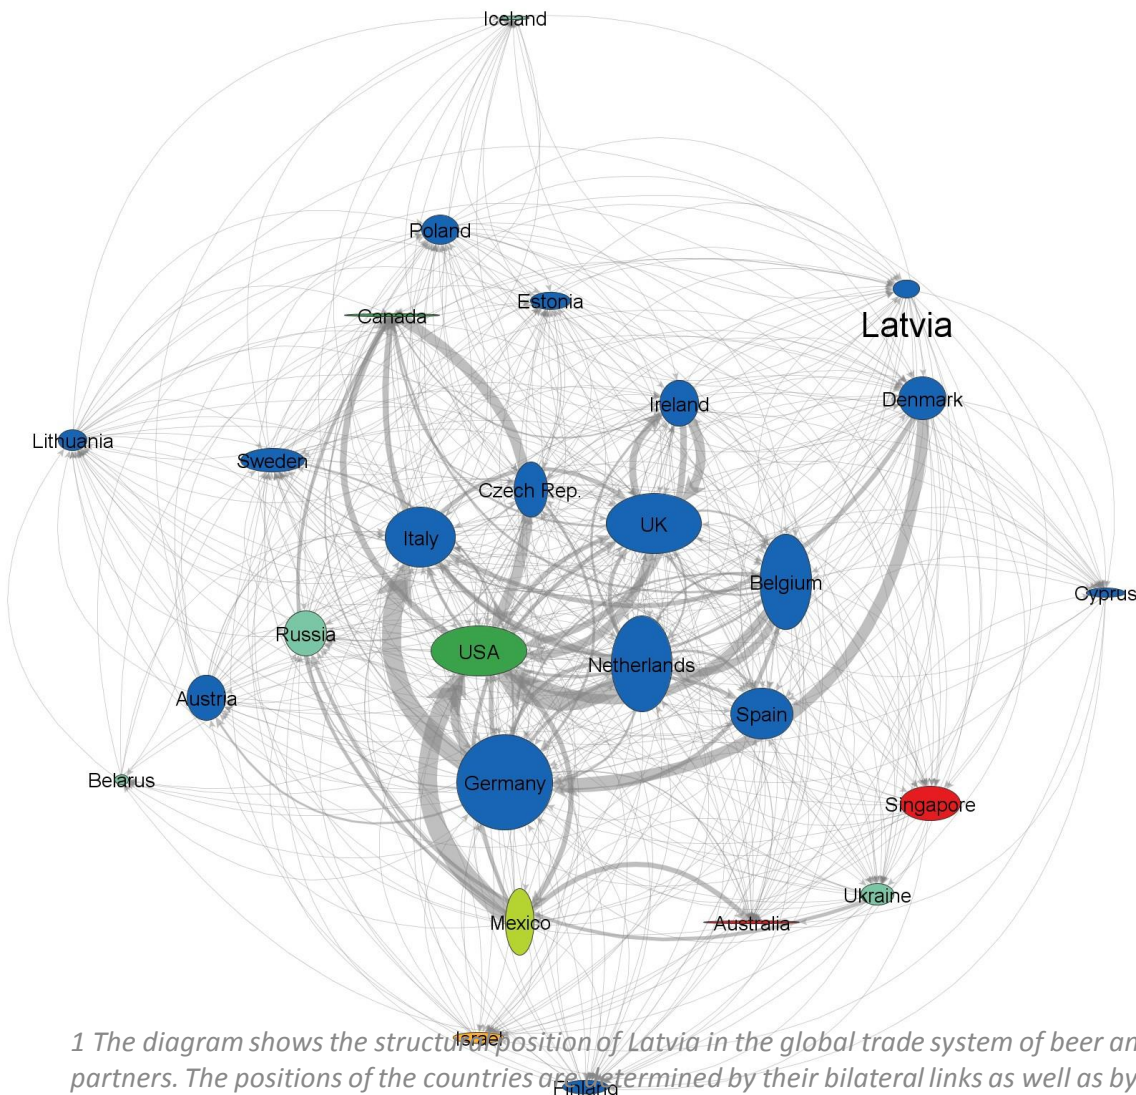 Iceland
Poland
Estonia
Canada
Latvia
Denmark
Ireland
Lithuania
Sweden
Czech Rep.
UK
Italy
Belgium
Cyprus
Russia
USA
Netherlands
Austria
Spain
Belarus
Germany
Singapore
Ukraine
Mexico
Australia
Israel
1 The diagram shows the structural position of Latvia in the global trade system of beer an
partners. The positions of the countries are determined by their bilateral links as well as by
Finland